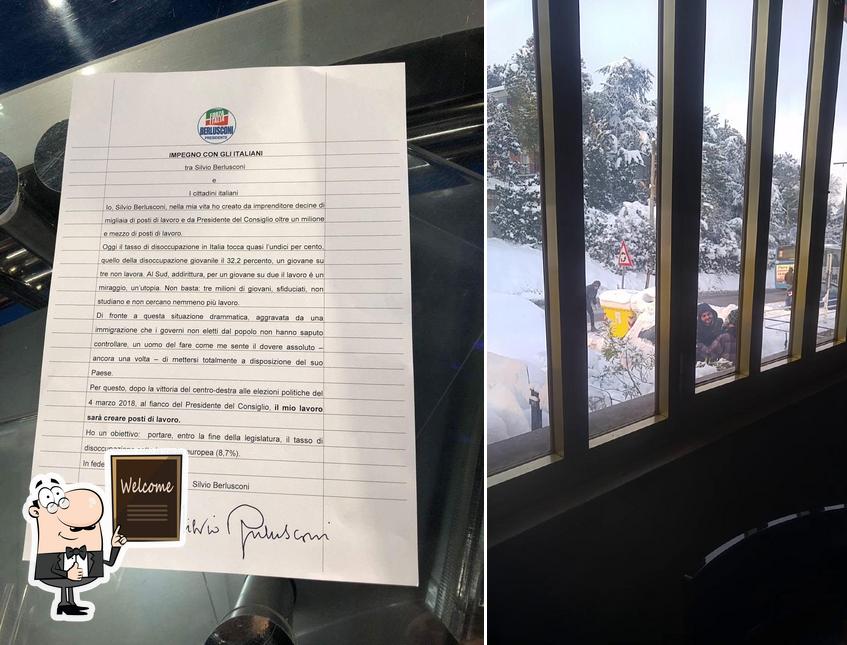 FORZA
ITALIA
BERLUSCONI
PRESIDENTE
IMPEGNO CON GLI ITALIANI
tra Silvio Berlusconi
e
I cittadini italiani
Io, Silvio Berlusconi, nella mia vita ho creato da imprenditore decine di
migliaia di posti di lavoro e da Presidente del Consiglio oltre un milione
e mezzo di posti di lavoro.
Oggi il tasso di disoccupazione in Italia tocca quasi l'undici per cento,
quello della disoccupazione giovanile il 32,2 percento, un giovane su
tre non lavora. Al Sud, addirittura, per un giovane su due il lavoro è un
miraggio, un'utopia. Non basta: tre milioni di giovani, sfiduciati, non
studiano e non cercano nemmeno più lavoro.
Di fronte a questa situazione drammatica, aggravata da una
immigrazione che i governi non eletti dal popolo non hanno saputo
controllare, un uomo del fare come me sente il dovere assoluto –
ancora una volta – di mettersi totalmente a disposizione del suo
Paese.
Per questo, dopo la vittoria del centro-destra alle elezioni politiche del
4 marzo 2018, al fianco del Presidente del Consiglio, il mio lavoro
sarà creare posti di lavoro.
Ho un obiettivo: portare, entro la fine della legislatura, il tasso di
disoccupazione europea (8,7%).
In fede
Silvio Berlusconi
Silvio Berlusconi
Welcome